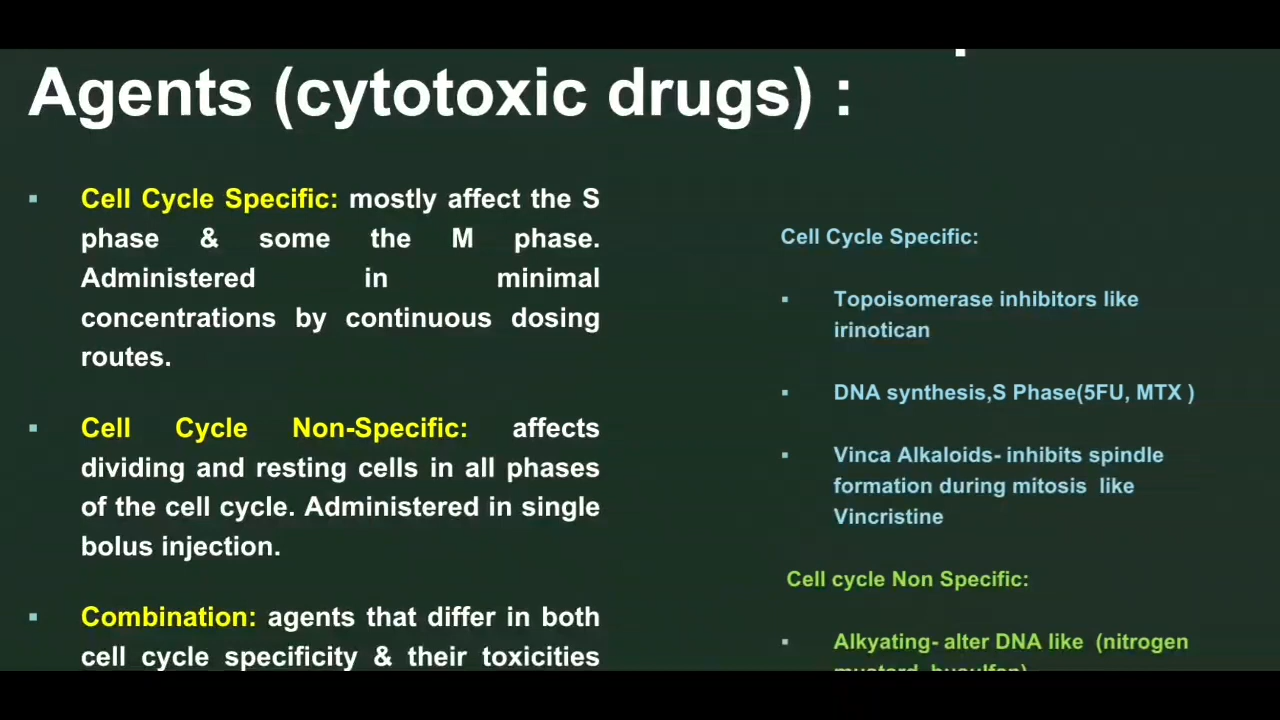 Agents (cytotoxic drugs) :
▪ Cell Cycle Specific: mostly affect the S
phase & some the M phase.
Administered in minimal
concentrations by continuous dosing
routes.
▪ Cell Cycle Non-Specific: affects
dividing and resting cells in all phases
of the cell cycle. Administered in single
bolus injection.
▪ Combination: agents that differ in both
cell cycle specificity & their toxicities
Cell Cycle Specific:
▪ Topoisomerase inhibitors like
irinotican
▪ DNA synthesis,S Phase(5FU, MTX )
▪ Vinca Alkaloids- inhibits spindle
formation during mitosis like
Vincristine
Cell cycle Non Specific:
▪ Alkyating- alter DNA like (nitrogen
mustard, busulfan)